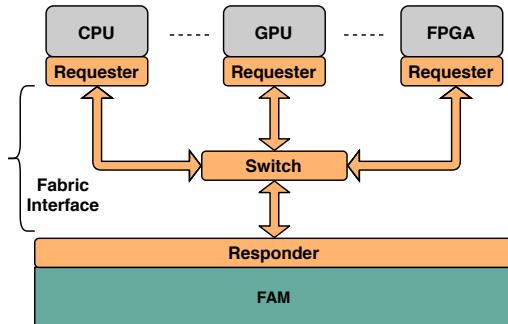 CPU
GPU
FPGA
Requester
Requester
Requester
Switch
Fabric
Interface
Responder
FAM